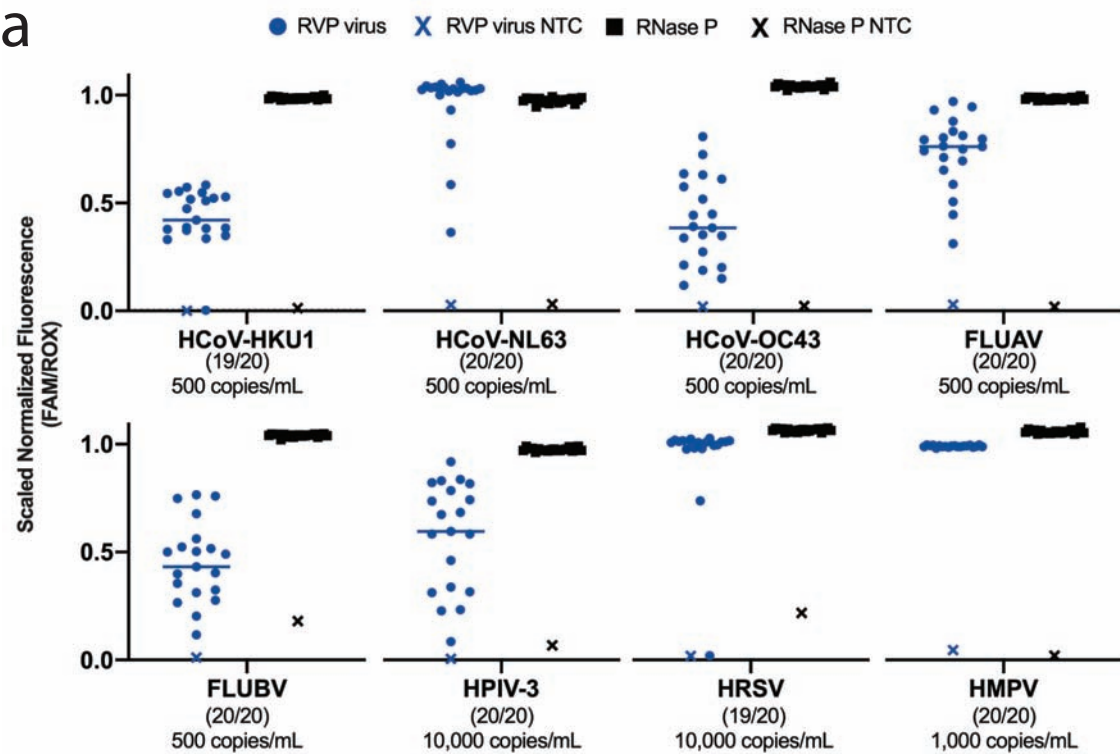 a
RVP virus RVP virus NTC RNase P RNase P NTC
Scaled Normalized Fluorescence
(FAM/ROX)
1.0
0.5
0.0
HCoV-HKU1 HCoV-NL63 HCoV-OC43 FLUAV
(19/20) (20/20) (20/20) (20/20)
500 copies/mL 500 copies/mL 500 copies/mL 500 copies/mL
1.0
0.5
0.0
FLUBV HPIV-3 HRSV HMPV
(20/20) (20/20) (19/20) (20/20)
500 copies/mL 10,000 copies/mL 10,000 copies/mL 1,000 copies/mL